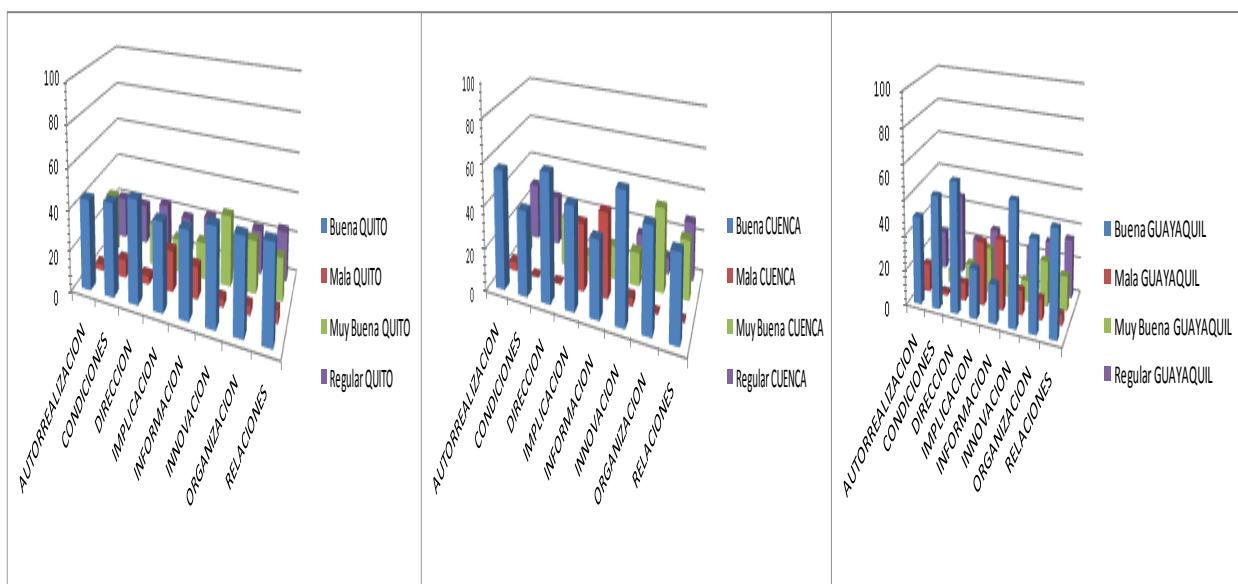 100
80
60
40
20
0
AUTORREALIZACION
CONDICIONES
DIRECCION
IMPLICACION
INFORMACION
INNOVACION
ORGANIZACION
RELACIONES
Buena QUITO
Mala QUITO
Muy Buena QUITO
Regular QUITO
100
80
60
40
20
0
AUTORREALIZACION
CONDICIONES
DIRECCION
IMPLICACION
INFORMACION
INNOVACION
ORGANIZACION
RELACIONES
Buena CUENCA
Mala CUENCA
Muy Buena CUENCA
Regular CUENCA
100
80
60
40
20
0
AUTORREALIZACION
CONDICIONES
DIRECCION
IMPLICACION
INFORMACION
INNOVACION
ORGANIZACION
RELACIONES
Buena GUAYAQUIL
Mala GUAYAQUIL
Muy Buena GUAYAQUIL
Regular GUAYAQUIL